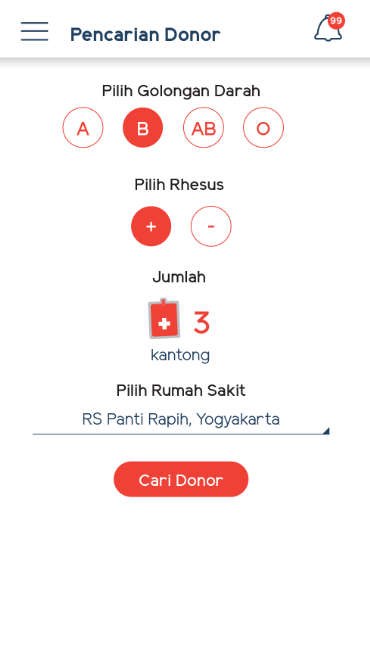 Pencarian Donor
99
Pilih Golongan Darah
A B AB O
Pilih Rhesus
+ -
Jumlah
3
kantong
Pilih Rumah Sakit
RS Panti Rapih, Yogyakarta
Cari Donor